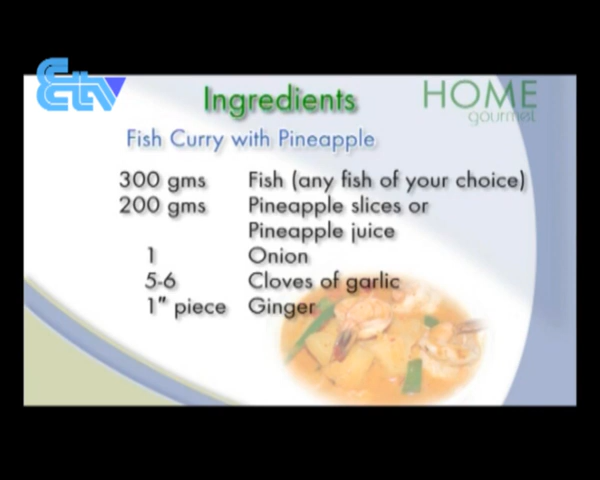 Etv
Ingredients
HOME
gourmet
Fish Curry with Pineapple
300 gms Fish (any fish of your choice)
200 gms Pineapple slices or
Pineapple juice
1 Onion
5-6 Cloves of garlic
1" piece Ginger